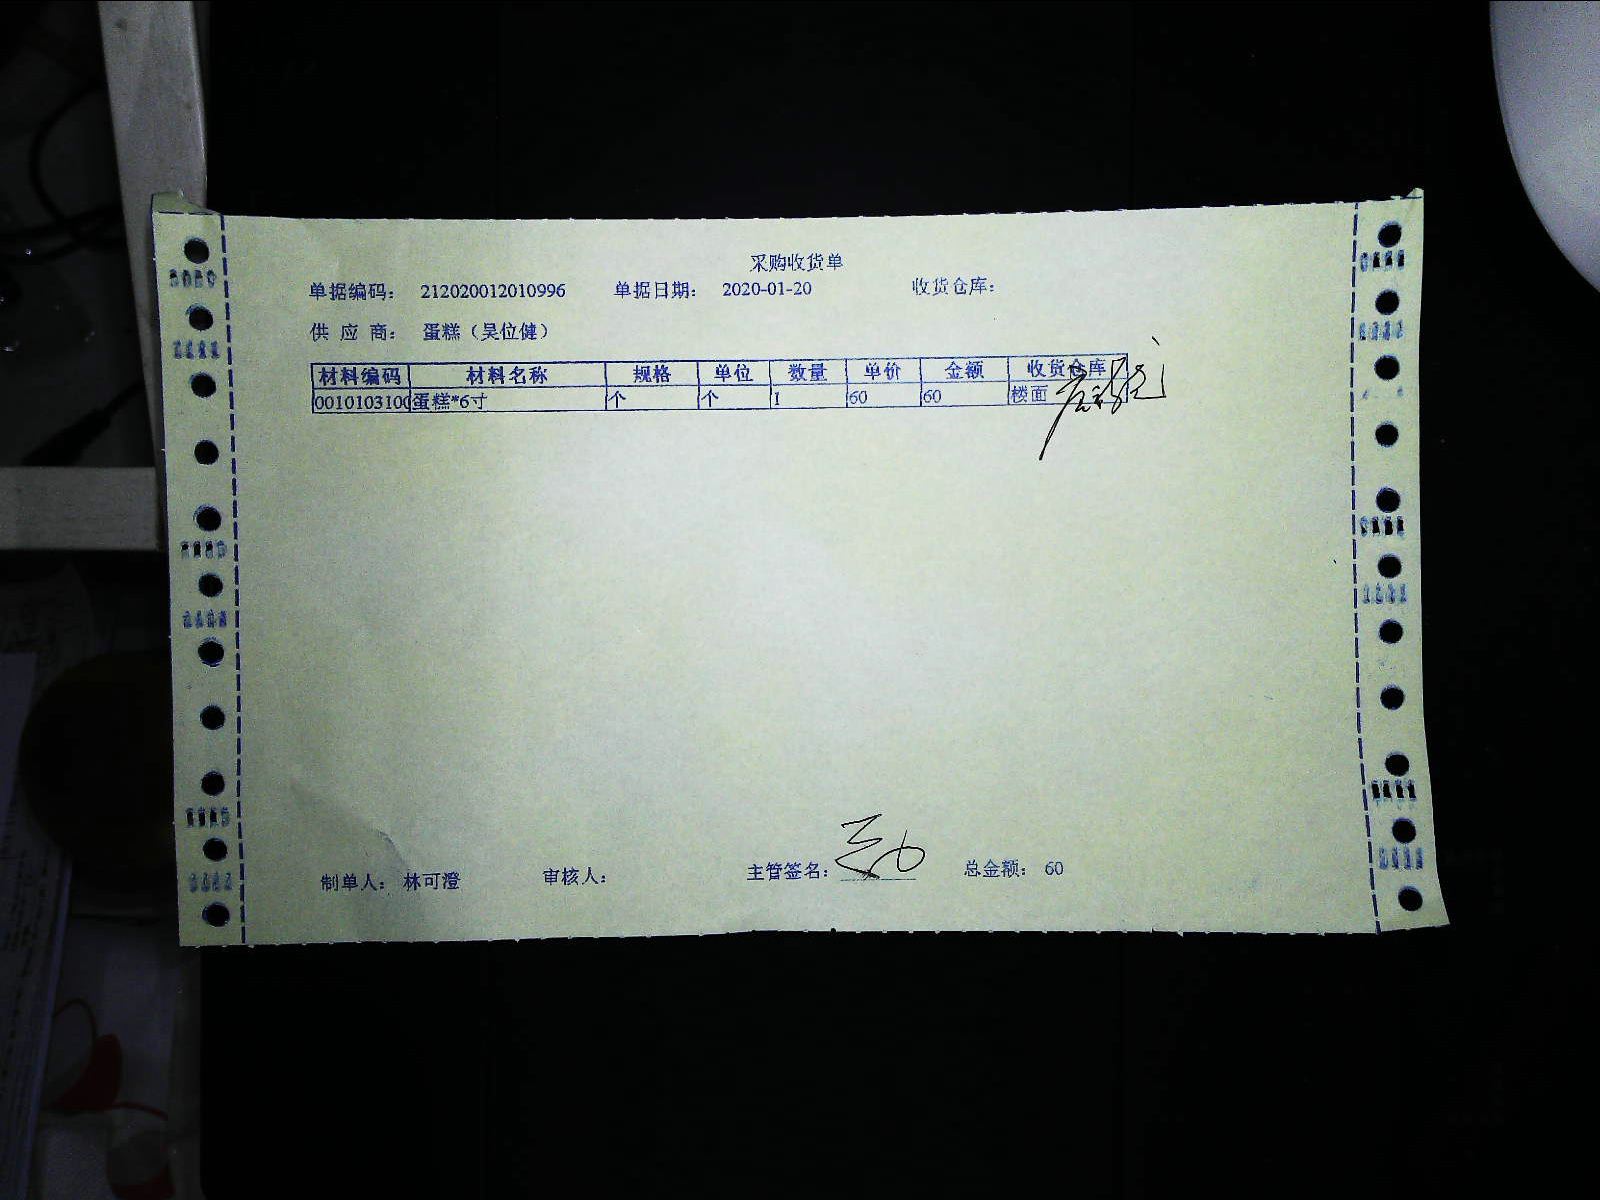 采购收货单
单据编码： 212020012010996 单据日期： 2020-01-20 收货仓库：
供 应 商： 蛋糕（吴位健）
材料编码 材料名称 规格 单位 数量 单价 金额 收货仓库
0010103100 蛋糕*6寸 个 个 1 60 60 楼面
制单人： 林可澄 审核人： 主管签名： 总金额： 60